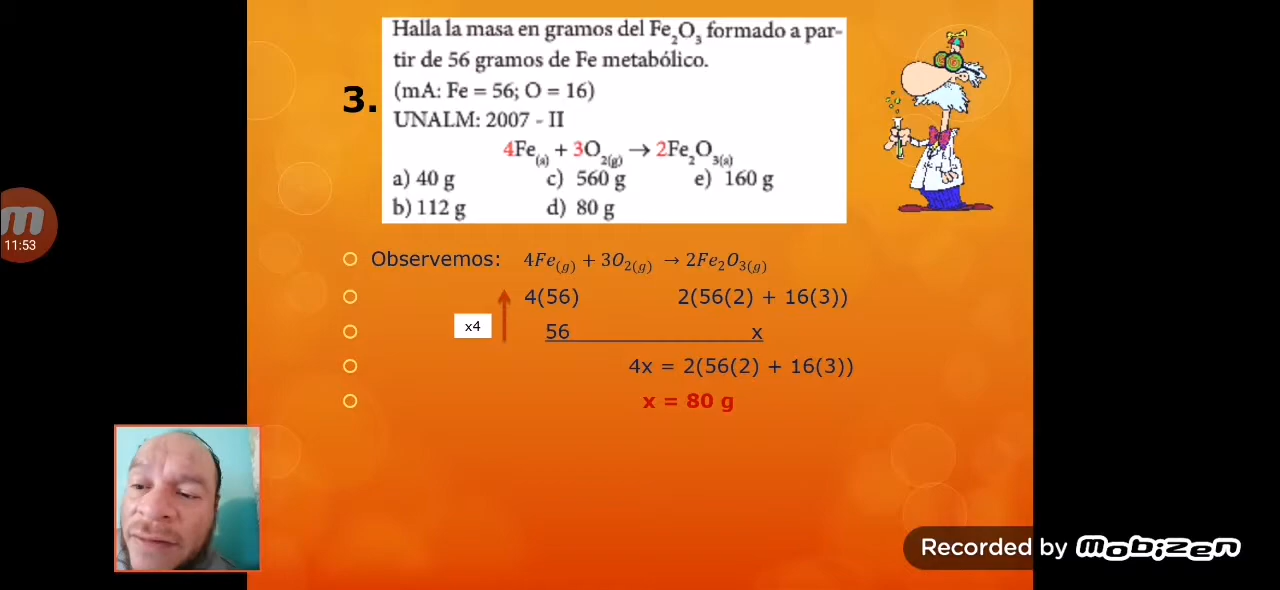 Halla la masa en gramos del Fe₂O₃ formado a par-
tir de 56 gramos de Fe metabólico.
3. (mA: Fe = 56; O = 16)
UNALM: 2007 - II
4Fe(s) + 3O₂(g) → 2Fe₂O₃(s)
a) 40 g c) 560 g e) 160 g
b) 112 g d) 80 g
m
11:53
Observemos: 4Fe(g) + 3O₂(g) → 2Fe₂O₃(g)
4(56) 2(56(2) + 16(3))
x4 56 x
4x = 2(56(2) + 16(3))
x = 80 g
Recorded by mobizen